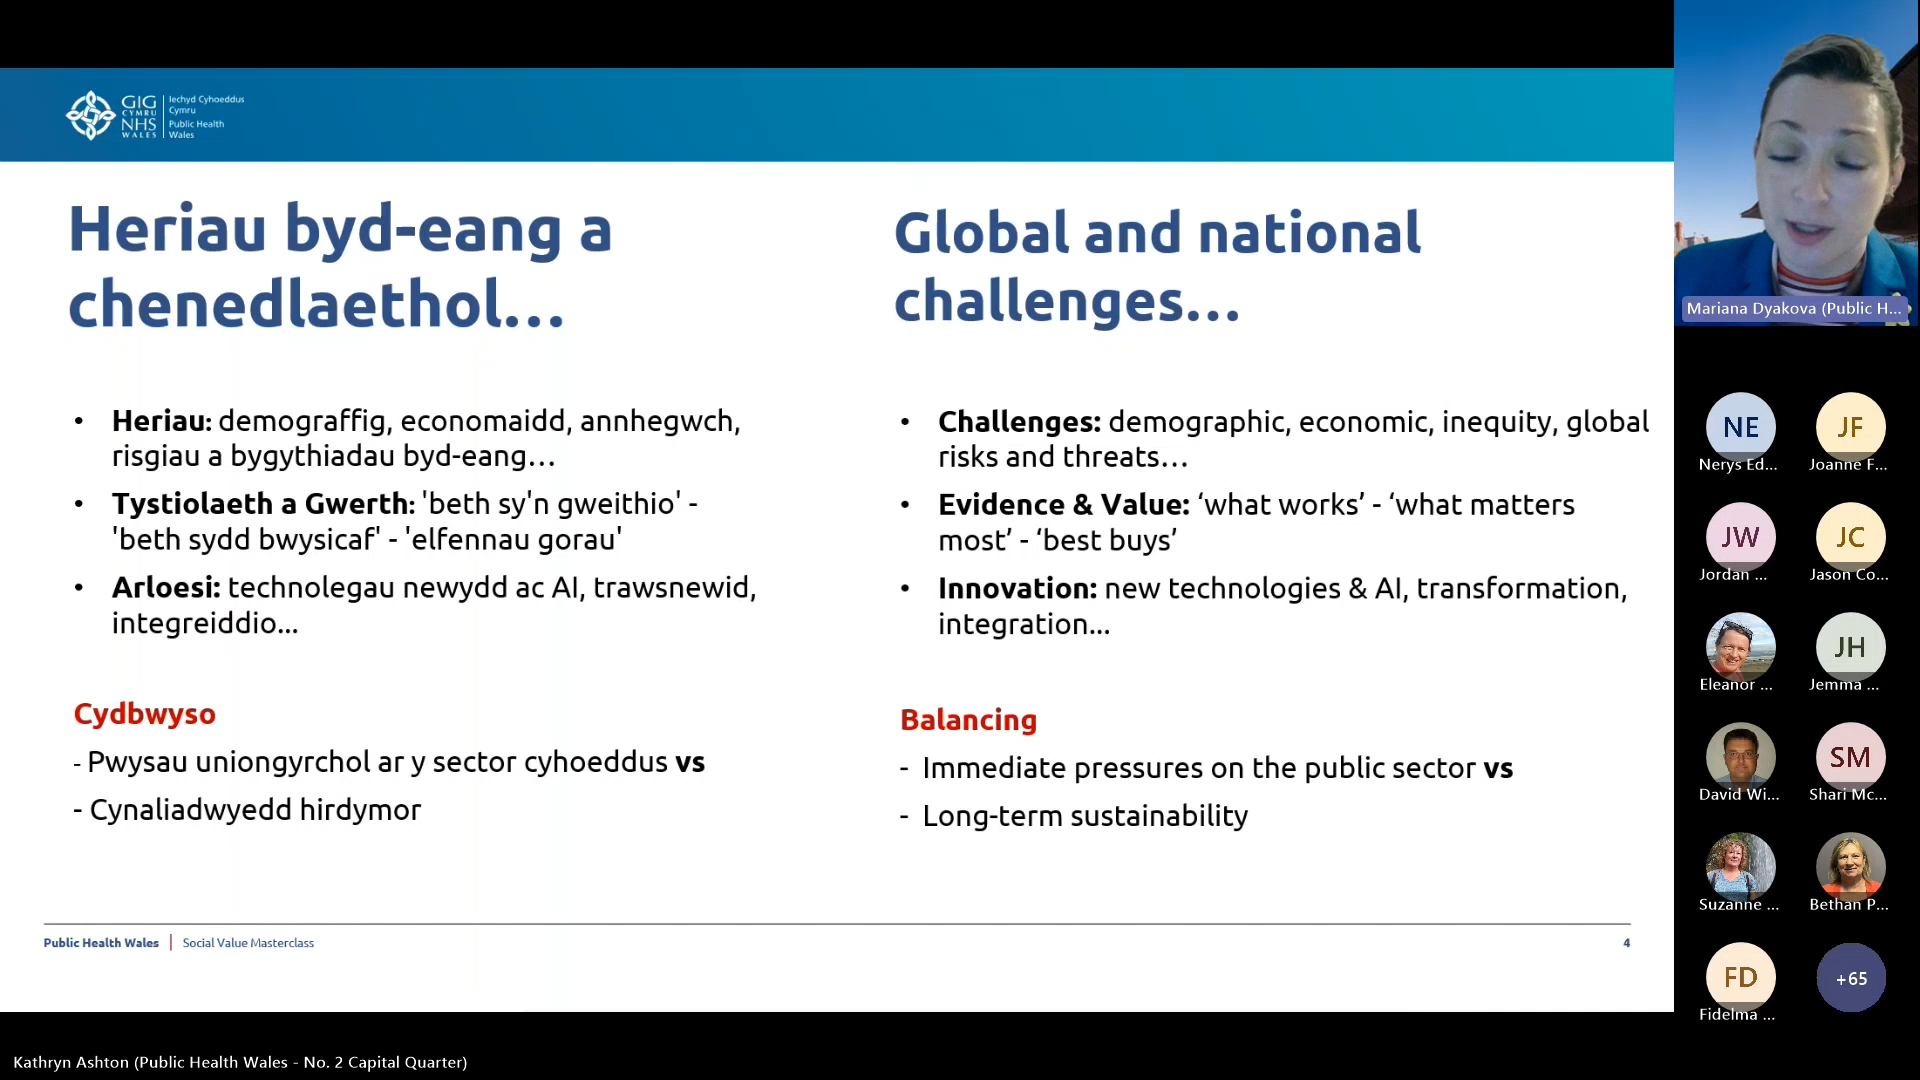 GIG
CYMRU
NHS
WALES
Iechyd Cyhoeddus
Cymru
Public Health
Wales
Heriau byd-eang a
chenedlaethol...
• Heriau: demograffig, economaidd, annhegwch,
risgiau a bygythiadau byd-eang...
• Tystiolaeth a Gwerth: 'beth sy'n gweithio' -
'beth sydd bwysicaf' - 'elfennau gorau'
• Arloesi: technolegau newydd ac AI, trawsnewid,
integreiddio...
Cydbwyso
- Pwysau uniongyrchol ar y sector cyhoeddus vs
- Cynaliadwyedd hirdymor
Global and national
challenges...
• Challenges: demographic, economic, inequity, global
risks and threats...
• Evidence & Value: ‘what works’ - ‘what matters
most’ - ‘best buys’
• Innovation: new technologies & AI, transformation,
integration...
Balancing
- Immediate pressures on the public sector vs
- Long-term sustainability
Public Health Wales | Social Value Masterclass
4
Mariana Dyakova (Public H...
NE
Nerys Ed...
JF
Joanne F...
JW
Jordan ...
JC
Jason Co...
Eleanor ...
JH
Jemma ...
David Wi...
SM
Shari Mc...
Suzanne ...
Bethan P...
FD
Fidelma ...
+65
Kathryn Ashton (Public Health Wales - No. 2 Capital Quarter)